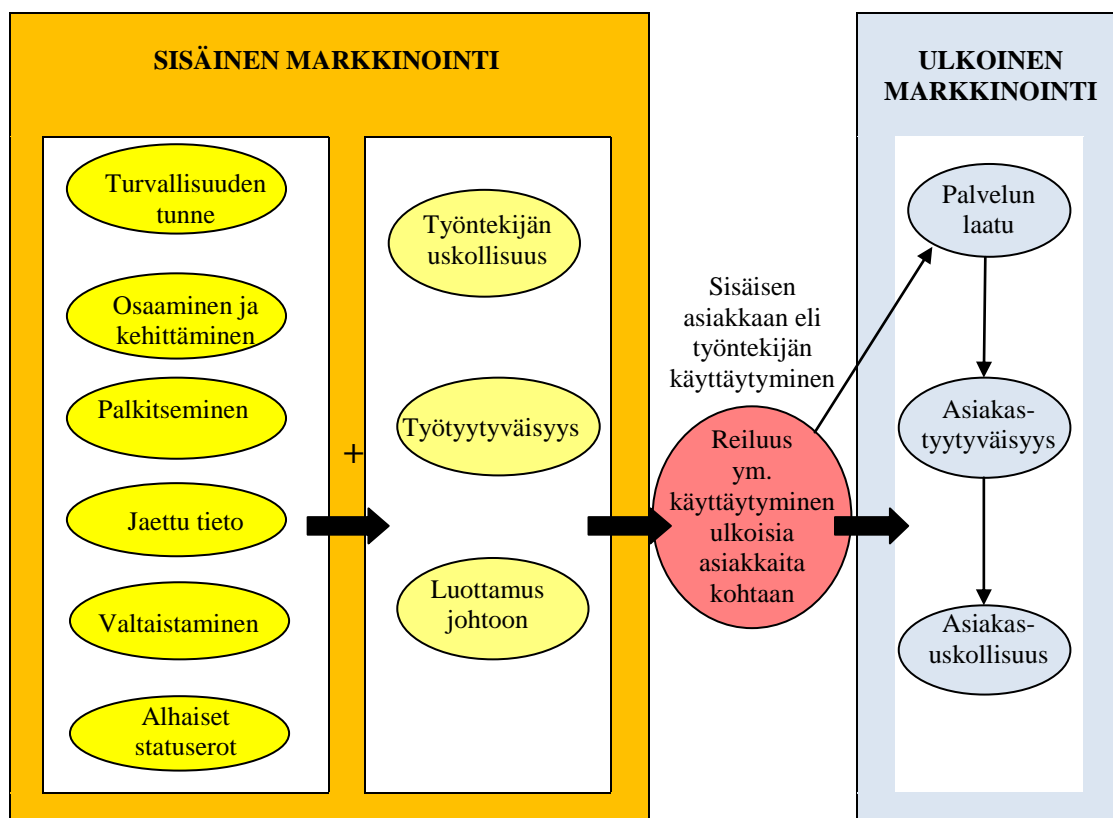 SISÄINEN MARKKINOINTI
Turvallisuuden
tunne
Osaaminen ja
kehittäminen
Palkitseminen
Jaettu tieto
Valtaistaminen
Alhaiset
statuserot
+
Työntekijän
uskollisuus
Työtyytyväisyys
Luottamus
johtoon
Sisäisen
asiakkaan eli
työntekijän
käyttäytyminen
Reiluus
ym.
käyttäytyminen
ulkoisia
asiakkaita
kohtaan
ULKOINEN
MARKKINOINTI
Palvelun
laatu
Asiakas-
tyytyväisyys
Asiakas-
uskollisuus